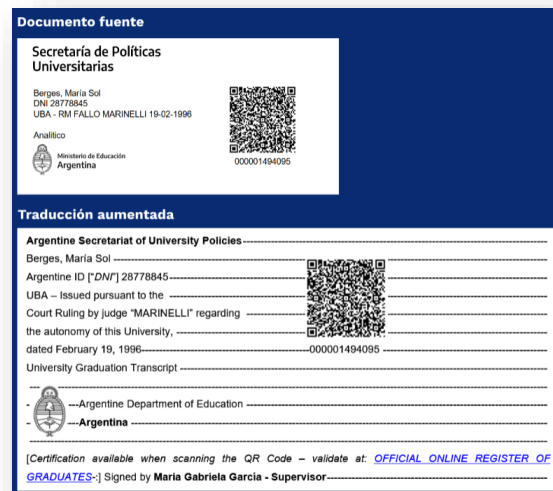 Documento fuente
Secretaría de Políticas
Universitarias
Berges, María Sol
DNI 28778845
UBA - RM FALLO MARINELLI 19-02-1996
Analítico
Ministerio de Educación
Argentina
000001494095
Traducción aumentada
Argentine Secretariat of University Policies
Berges, María Sol
Argentine ID ["DNI"] 28778845
UBA – Issued pursuant to the
Court Ruling by judge "MARINELLI" regarding
the autonomy of this University,
dated February 19, 1996 000001494095
University Graduation Transcript
Argentine Department of Education
Argentina
[Certification available when scanning the QR Code – validate at: OFFICIAL ONLINE REGISTER OF
GRADUATES-:] Signed by Maria Gabriela Garcia - Supervisor